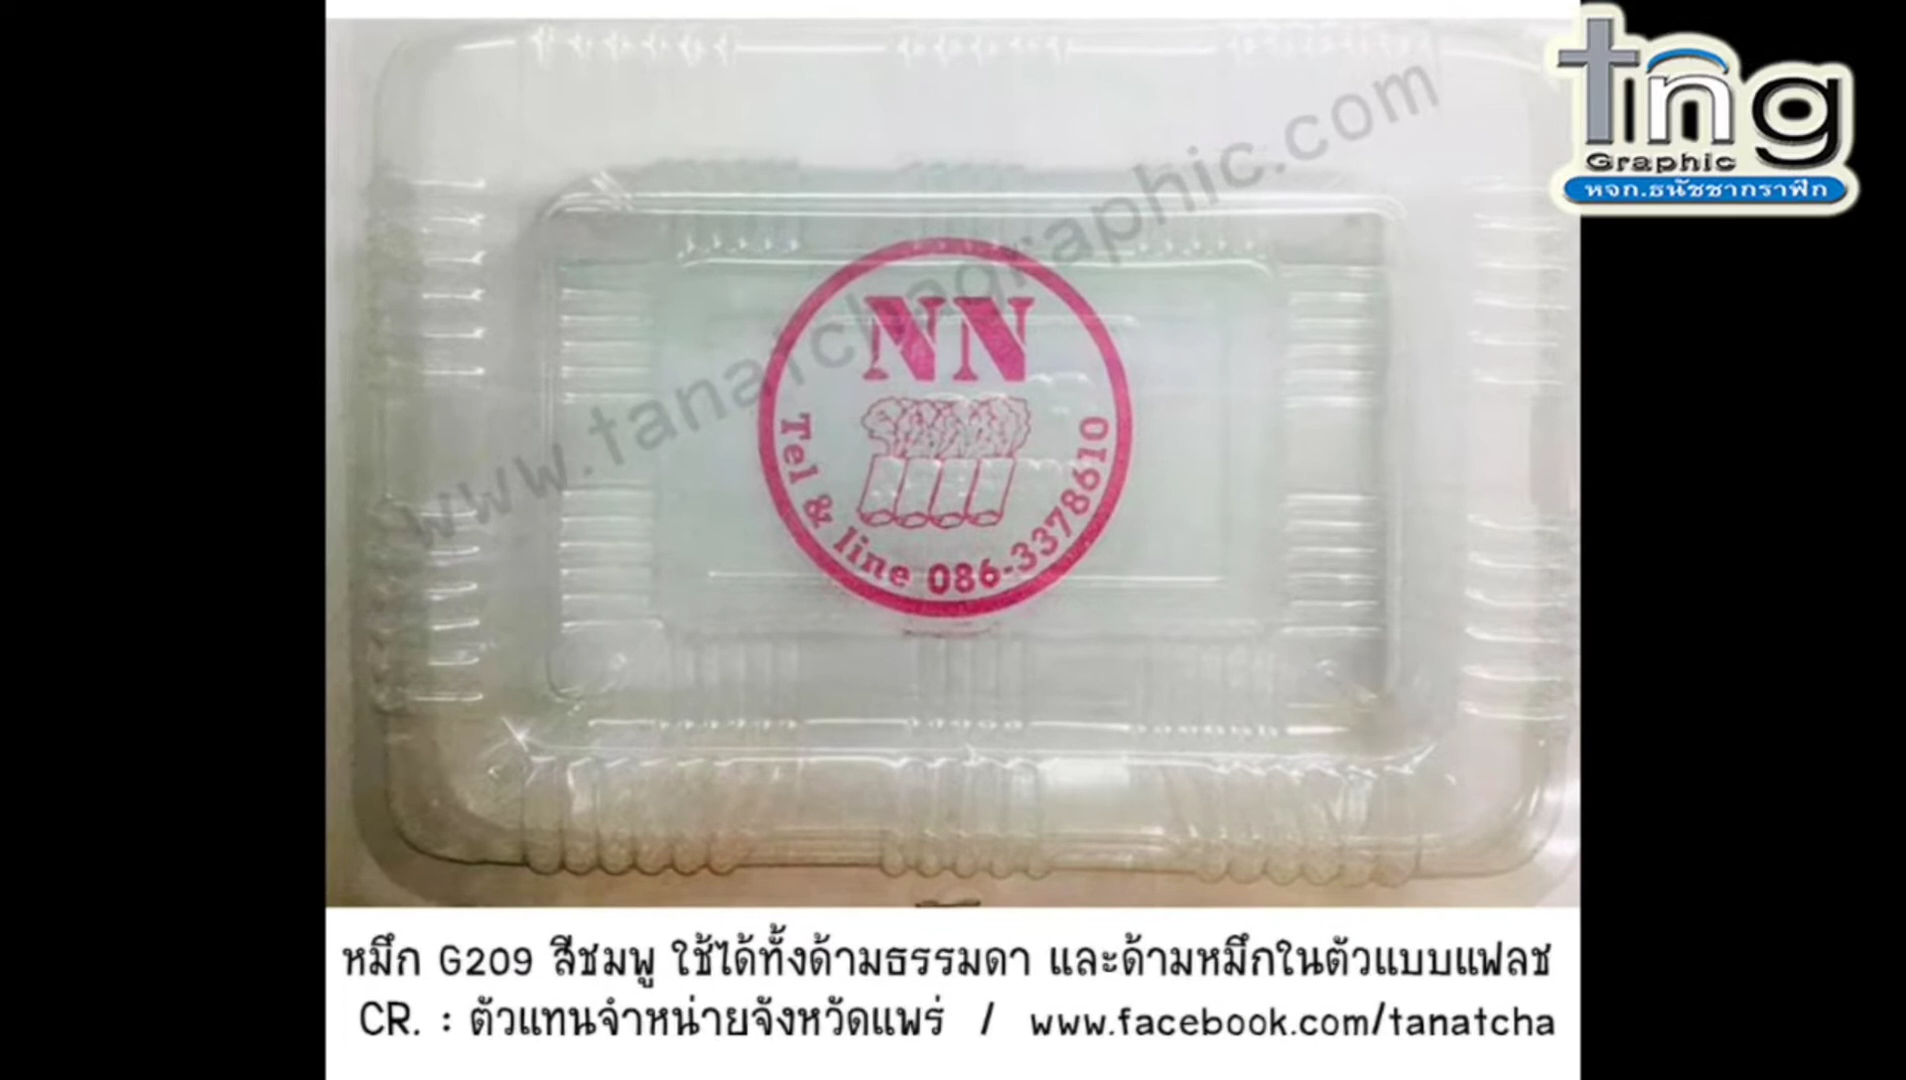 tng
Graphic
หจก.ธนัชชากราฟิก
www.tanatchagraphic.com
NN
Tel & line 086-3378610
หมึก G209 สีชมพู ใช้ได้ทั้งด้ามธรรมดา และด้ามหมึกในตัวแบบแฟลช
CR. : ตัวแทนจำหน่ายจังหวัดแพร่ / www.facebook.com/tanatcha